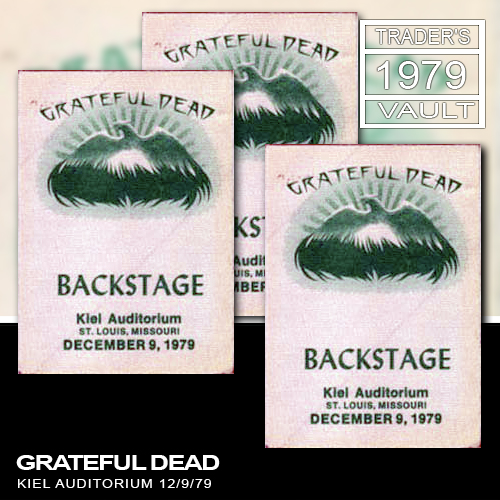 TRADER'S
1979
VAULT
GRATEFUL DEAD
BACKSTAGE
Kiel Auditorium
ST. LOUIS, MISSOURI
DECEMBER 9, 1979
GRATEFUL DEAD
GRATEFUL DEAD
BACKSTAGE
Kiel Auditorium
ST. LOUIS, MISSOURI
DECEMBER 9, 1979
GRATEFUL DEAD
KIEL AUDITORIUM 12/9/79